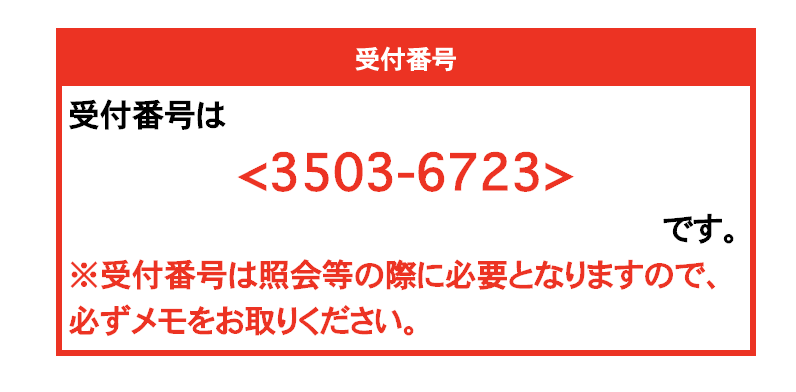 受付番号
受付番号は
<3503-6723>
です。
※受付番号は照会等の際に必要となりますので、
必ずメモをお取りください。